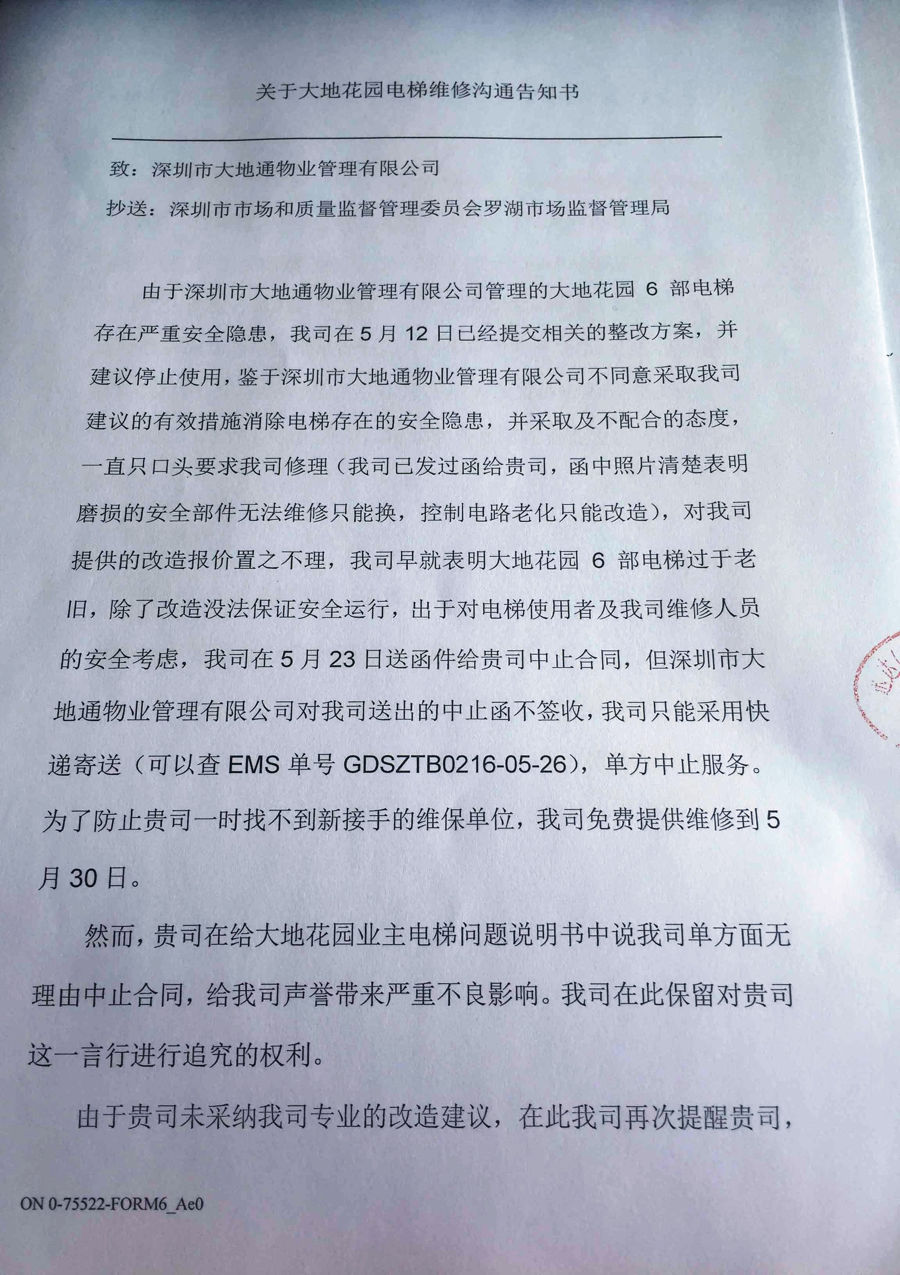 关于大地花园电梯维修沟通告知书
致：深圳市大地通物业管理有限公司
抄送：深圳市市场和质量监督管理委员会罗湖市场监督管理局
由于深圳市大地通物业管理有限公司管理的大地花园 6 部电梯
存在严重安全隐患，我司在 5 月 12 日已经提交相关的整改方案，并
建议停止使用，鉴于深圳市大地通物业管理有限公司不同意采取我司
建议的有效措施消除电梯存在的安全隐患，并采取及不配合的态度，
一直只口头要求我司修理（我司已发过函给贵司，函中照片清楚表明
磨损的安全部件无法维修只能换，控制电路老化只能改造），对我司
提供的改造报价置之不理，我司早就表明大地花园 6 部电梯过于老
旧，除了改造没法保证安全运行，出于对电梯使用者及我司维修人员
的安全考虑，我司在 5 月 23 日送函件给贵司中止合同，但深圳市大
地通物业管理有限公司对我司送出的中止函不签收，我司只能采用快
递寄送（可以查 EMS 单号 GDSZTB0216-05-26），单方中止服务。
为了防止贵司一时找不到新接手的维保单位，我司免费提供维修到 5
月 30 日。
然而，贵司在给大地花园业主电梯问题说明书中说我司单方面无
理由中止合同，给我司声誉带来严重不良影响。我司在此保留对贵司
这一言行进行追究的权利。
由于贵司未采纳我司专业的改造建议，在此我司再次提醒贵司，
ON 0-75522-FORM6_Ae0